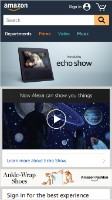 amazon
Sign in
Search
Departments Prime Video Music
Introducing
echo show
Now Alexa can show you things
Learn more about Echo Show
Ankle-Wrap
Shoes
Sign in for the best experience